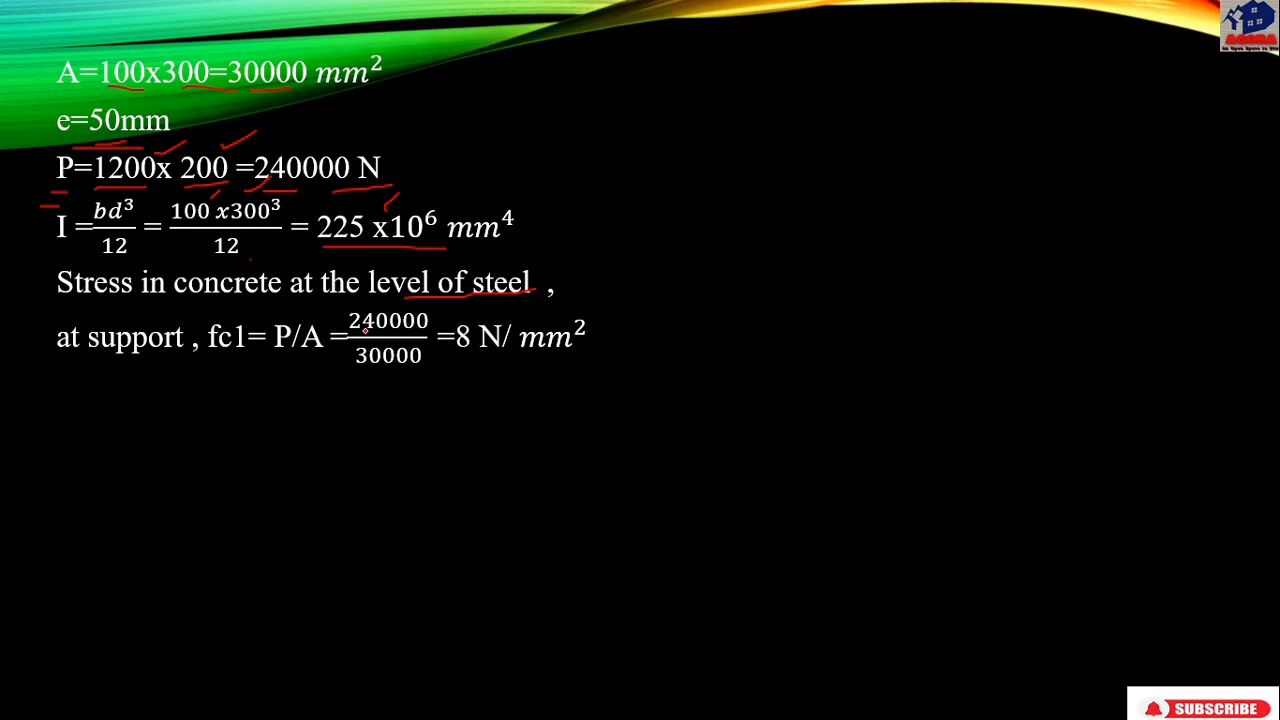 A=100x300=30000 mm²
e=50mm
P=1200x 200 =240000 N
I =bd³/12 = 100 x300³/12 = 225 x10⁶ mm⁴
Stress in concrete at the level of steel ,
at support , fc1= P/A =240000/30000 =8 N/ mm²
AGORA
SUBSCRIBE